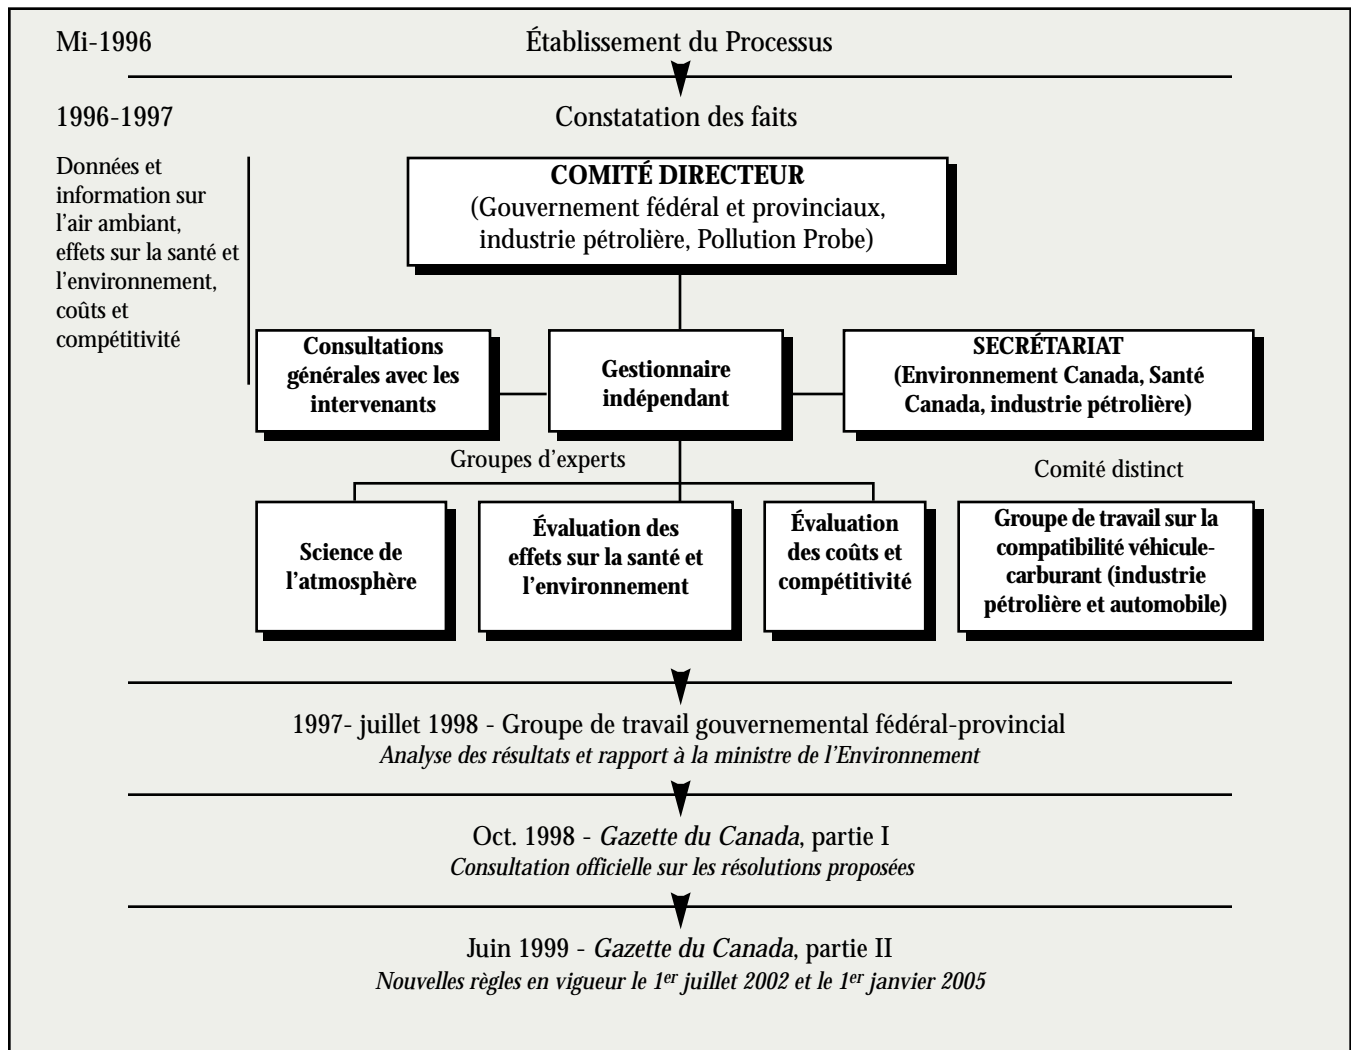 Mi-1996
Établissement du Processus
1996-1997
Constatation des faits
Données et
information sur
l'air ambiant,
effets sur la santé et
l'environnement,
coûts et
compétitivité
COMITÉ DIRECTEUR
(Gouvernement fédéral et provinciaux,
industrie pétrolière, Pollution Probe)
Consultations
générales avec les
intervenants
Gestionnaire
indépendant
SECRÉTARIAT
(Environnement Canada, Santé
Canada, industrie pétrolière)
Groupes d'experts
Comité distinct
Science de
l'atmosphère
Évaluation des
effets sur la santé et
l'environnement
Évaluation
des coûts et
compétitivité
Groupe de travail sur la
compatibilité véhicule-
carburant (industrie
pétrolière et automobile)
1997- juillet 1998 - Groupe de travail gouvernemental fédéral-provincial
Analyse des résultats et rapport à la ministre de l'Environnement
Oct. 1998 - Gazette du Canada, partie I
Consultation officielle sur les résolutions proposées
Juin 1999 - Gazette du Canada, partie II
Nouvelles règles en vigueur le 1er juillet 2002 et le 1er janvier 2005